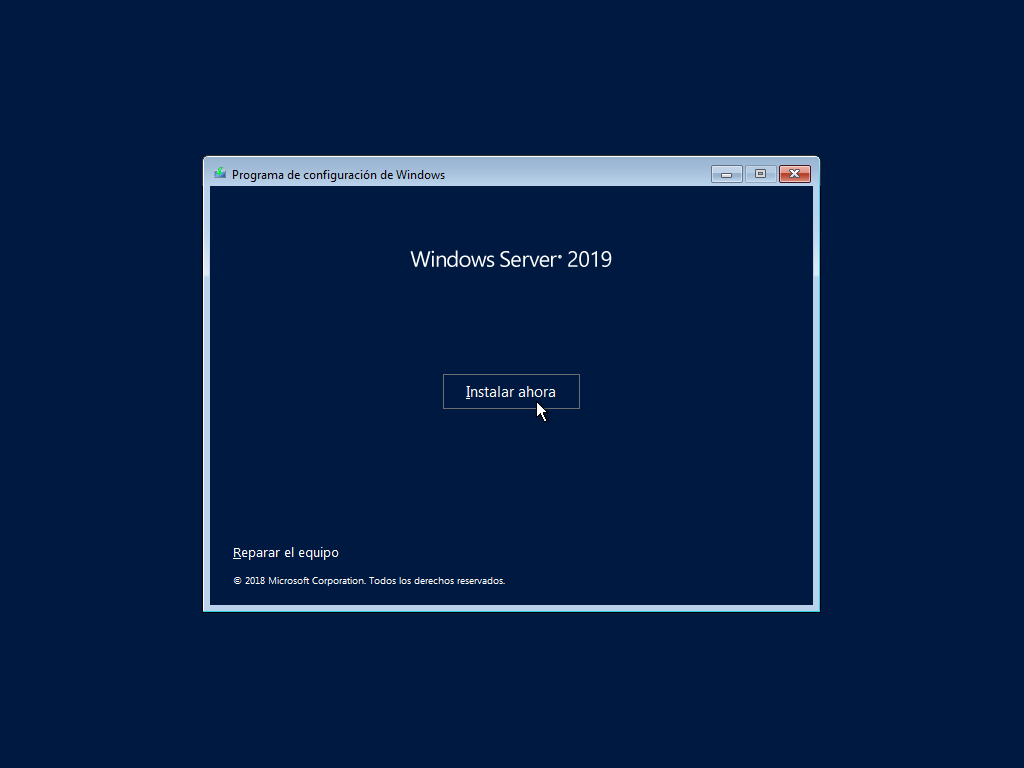 Programa de configuración de Windows
Windows Server® 2019
Instalar ahora
Reparar el equipo
© 2018 Microsoft Corporation. Todos los derechos reservados.